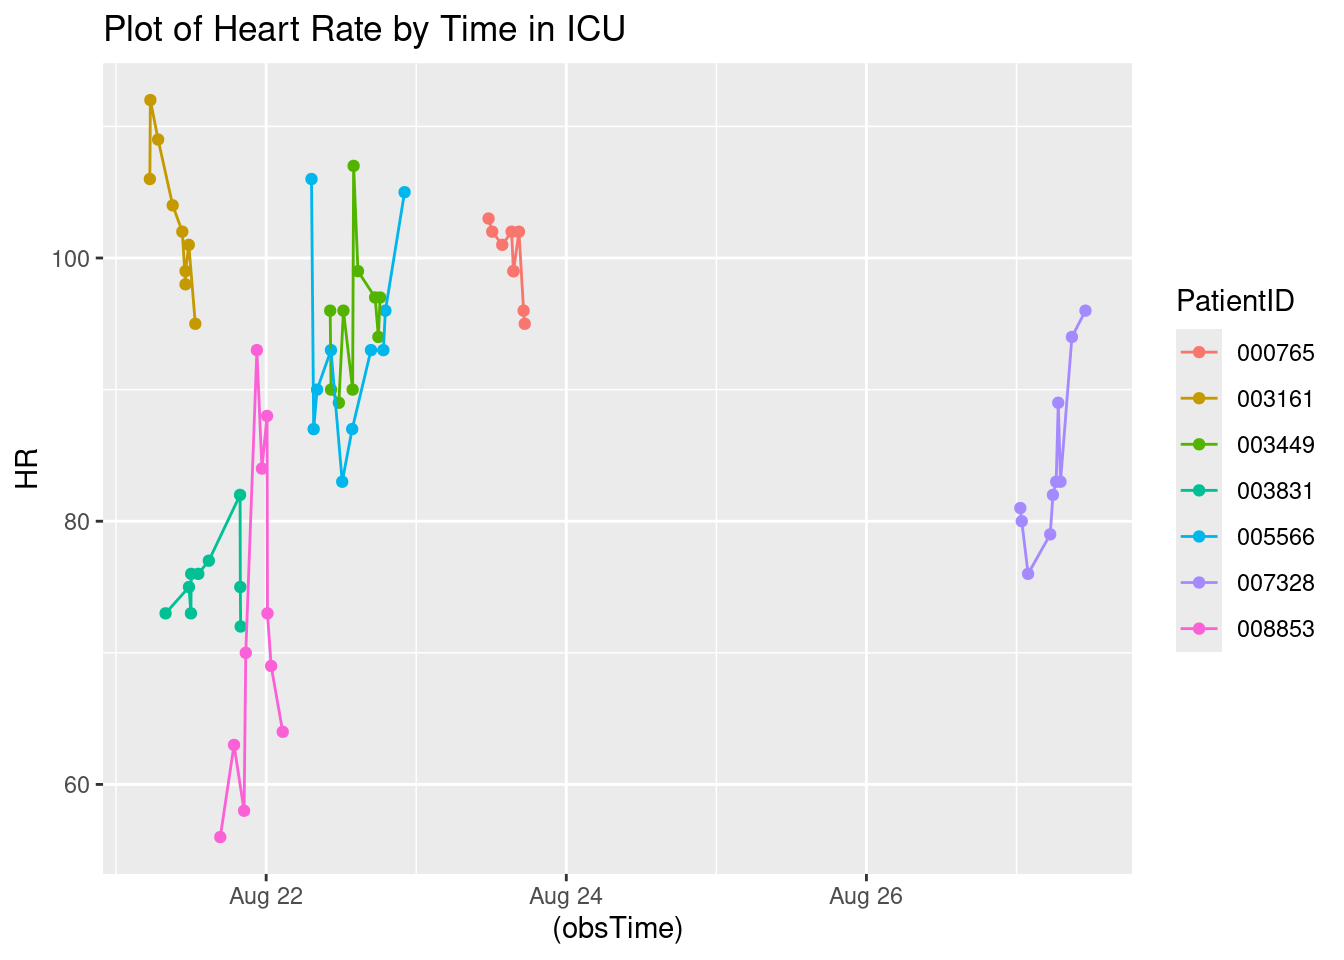 Plot of Heart Rate by Time in ICU
HR
100
80
60
Aug 22
Aug 24
Aug 26
(obsTime)
PatientID
000765
003161
003449
003831
005566
007328
008853